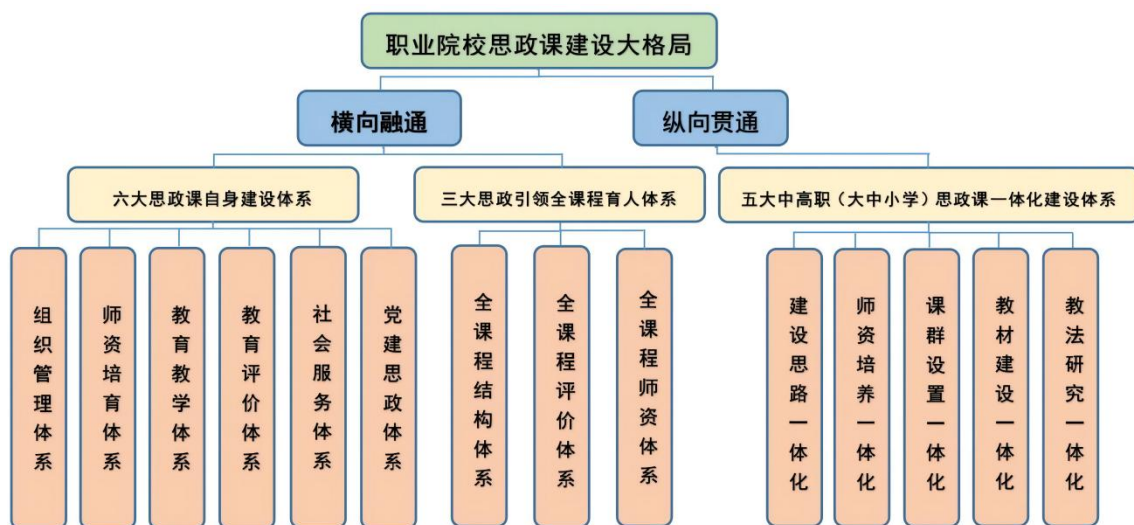 职业院校思政课建设大格局
横向融通
纵向贯通
六大思政课自身建设体系
三大思政引领全课程育人体系
五大中高职（大中小学）思政课一体化建设体系
组织管理体系
师资培育体系
教育教学体系
教育评价体系
社会服务体系
党建思政体系
全课程结构体系
全课程评价体系
全课程师资体系
建设思路一体化
师资培养一体化
课群设置一体化
教材建设一体化
教法研究一体化